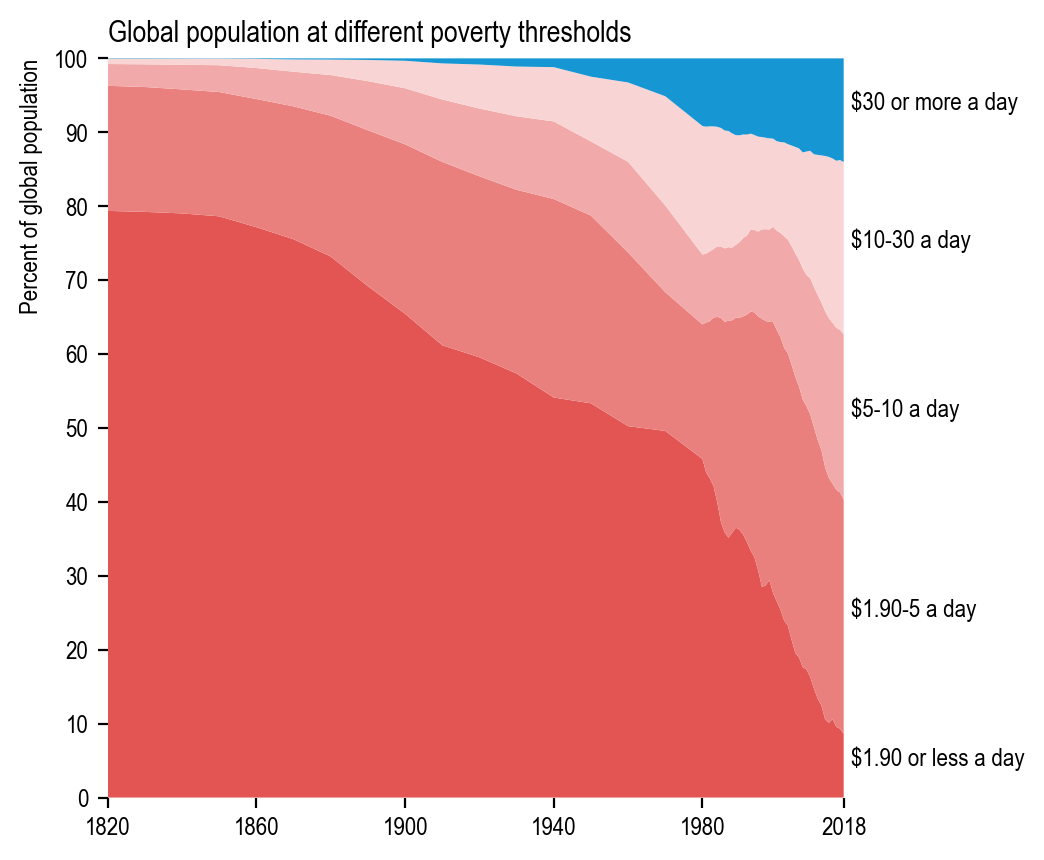 Global population at different poverty thresholds
Percent of global population
100
90
80
70
60
50
40
30
20
10
0
$30 or more a day
$10-30 a day
$5-10 a day
$1.90-5 a day
$1.90 or less a day
1820 1860 1900 1940 1980 2018